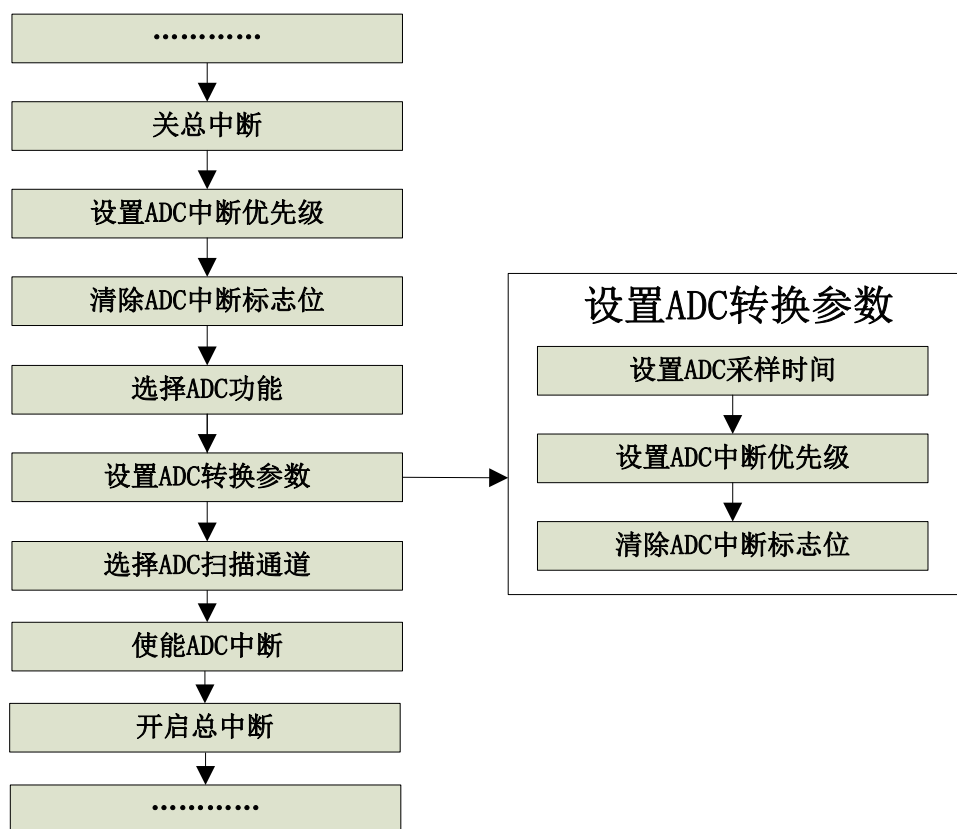 …………
关总中断
设置ADC中断优先级
清除ADC中断标志位
选择ADC功能
设置ADC转换参数
选择ADC扫描通道
使能ADC中断
开启总中断
…………
设置ADC转换参数
设置ADC采样时间
设置ADC中断优先级
清除ADC中断标志位